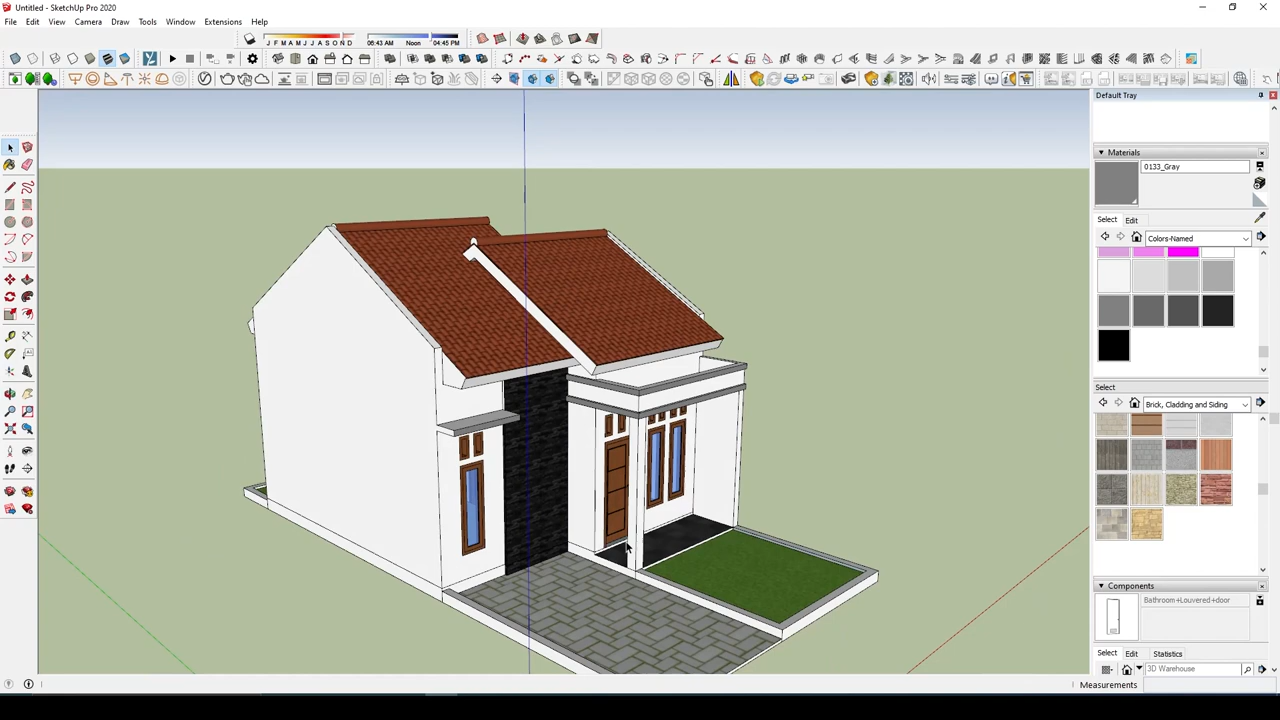 Untitled - SketchUp Pro 2020
File Edit View Camera Draw Tools Window Extensions Help
J F M A M J J A S O N D 06:43 AM Noon 04:45 PM
Default Tray
Materials
0133_Gray
Select Edit
Colors-Named
Select
Brick, Cladding and Siding
Components
Bathroom+Louvered+door
Select Edit Statistics
3D Warehouse
Measurements